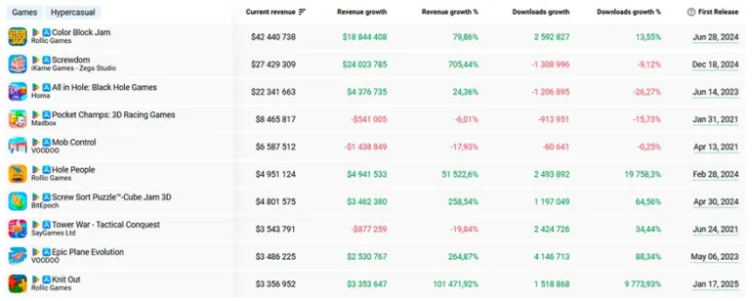 Games Hypercasual Current revenue Revenue growth Revenue growth % Downloads growth Downloads growth % First Release
Color Block Jam $42 440 738 $18 844 408 79,86% 2 592 827 13,55% Jun 28, 2024
Rollic Games
Screwdom $27 429 309 $24 023 785 705,44% -1 308 996 -9,12% Dec 18, 2024
iKame Games - Zego Studio
All in Hole: Black Hole Games $22 341 663 $4 376 735 24,36% -1 206 895 -26,27% Jun 14, 2023
Homa
Pocket Champs: 3D Racing Games $8 465 817 -$541 005 -6,01% -913 951 -15,73% Jan 31, 2021
Madbox
Mob Control $6 587 512 -$1 438 849 -17,93% -60 641 -0,25% Apr 13, 2021
VOODOO
Hole People $4 951 124 $4 941 533 51 522,6% 2 493 892 19 758,3% Feb 28, 2024
Rollic Games
Screw Sort Puzzle™-Cube Jam 3D $4 801 575 $3 462 380 258,54% 1 197 049 64,56% Apr 30, 2024
BitEpoch
Tower War - Tactical Conquest $3 543 791 -$877 259 -19,84% 2 424 726 34,44% Jun 24, 2021
SayGames Ltd
Epic Plane Evolution $3 486 225 $2 530 767 264,87% 4 146 713 88,34% May 06, 2023
VOODOO
Knit Out $3 356 952 $3 353 647 101 471,92% 1 518 868 9 773,93% Jan 17, 2025
Rollic Games